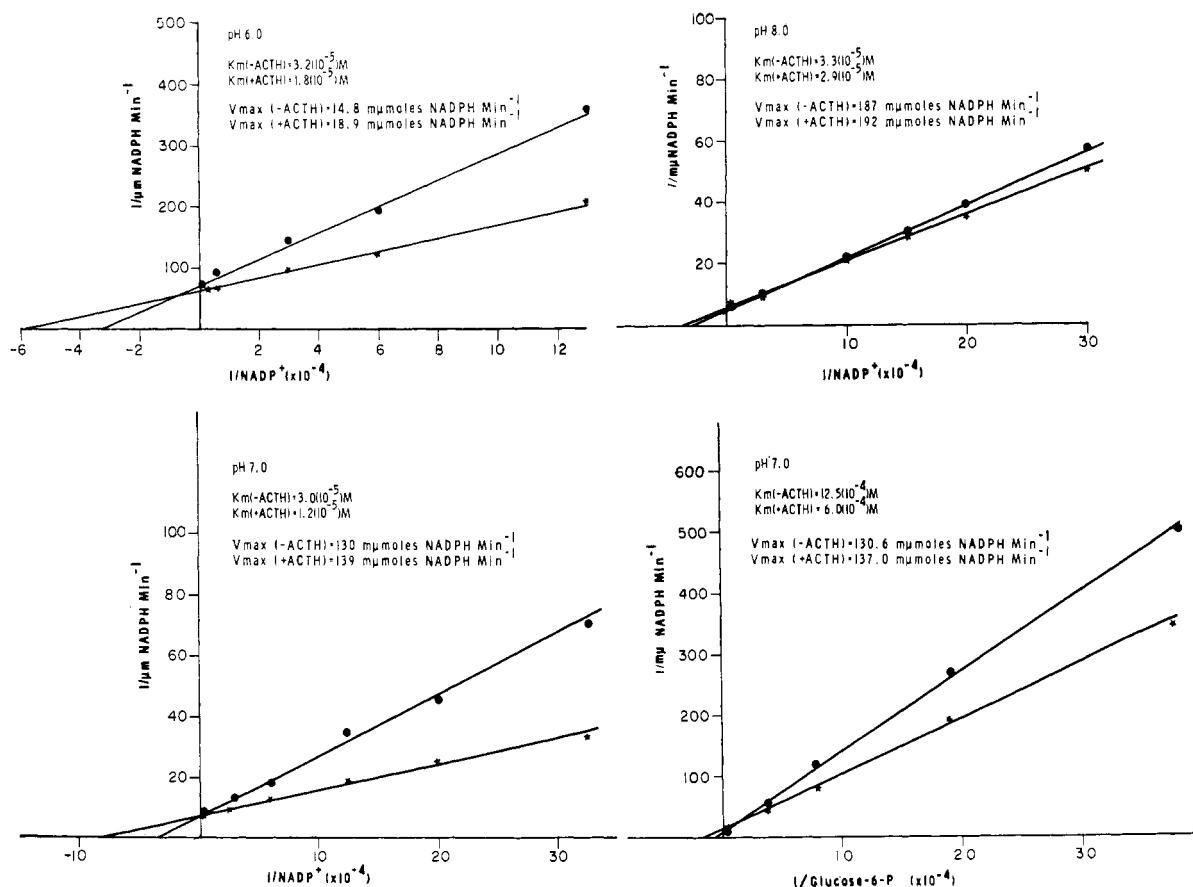 pH 6.0
Km(-ACTH)=3.2(10⁻⁵)M
Km(+ACTH)=1.8(10⁻⁵)M
Vmax (-ACTH)=14.8 mµmoles NADPH Min⁻¹
Vmax (+ACTH)=18.9 mµmoles NADPH Min⁻¹
1/µm NADPH Min⁻¹
500
400
300
200
100
-6 -4 -2 2 4 6 8 10 12
1/NADP⁺(x10⁻⁴)
pH 8.0
Km(-ACTH)=3.3(10⁻⁵)M
Km(+ACTH)=2.9(10⁻⁵)M
Vmax (-ACTH)=187 mµmoles NADPH Min⁻¹
Vmax (+ACTH)=192 mµmoles NADPH Min⁻¹
1/mµNADPH Min⁻¹
100
80
60
40
20
10 20 30
1/NADP⁺(x10⁻⁴)
pH 7.0
Km(-ACTH)=3.0(10⁻⁵)M
Km(+ACTH)=1.2(10⁻⁵)M
Vmax (-ACTH)=130 mµmoles NADPH Min⁻¹
Vmax (+ACTH)=139 mµmoles NADPH Min⁻¹
1/µm NADPH Min⁻¹
100
80
60
40
20
-10 10 20 30
1/NADP⁺(x10⁻⁴)
pH 7.0
Km(-ACTH)=12.5(10⁻⁴)M
Km(+ACTH)=6.0(10⁻⁴)M
Vmax (-ACTH)=130.6 mµmoles NADPH Min⁻¹
Vmax (+ACTH)=137.0 mµmoles NADPH Min⁻¹
1/mµ NADPH Min⁻¹
600
500
400
300
200
100
10 20 30
1/Glucose-6-P (x10⁻⁴)